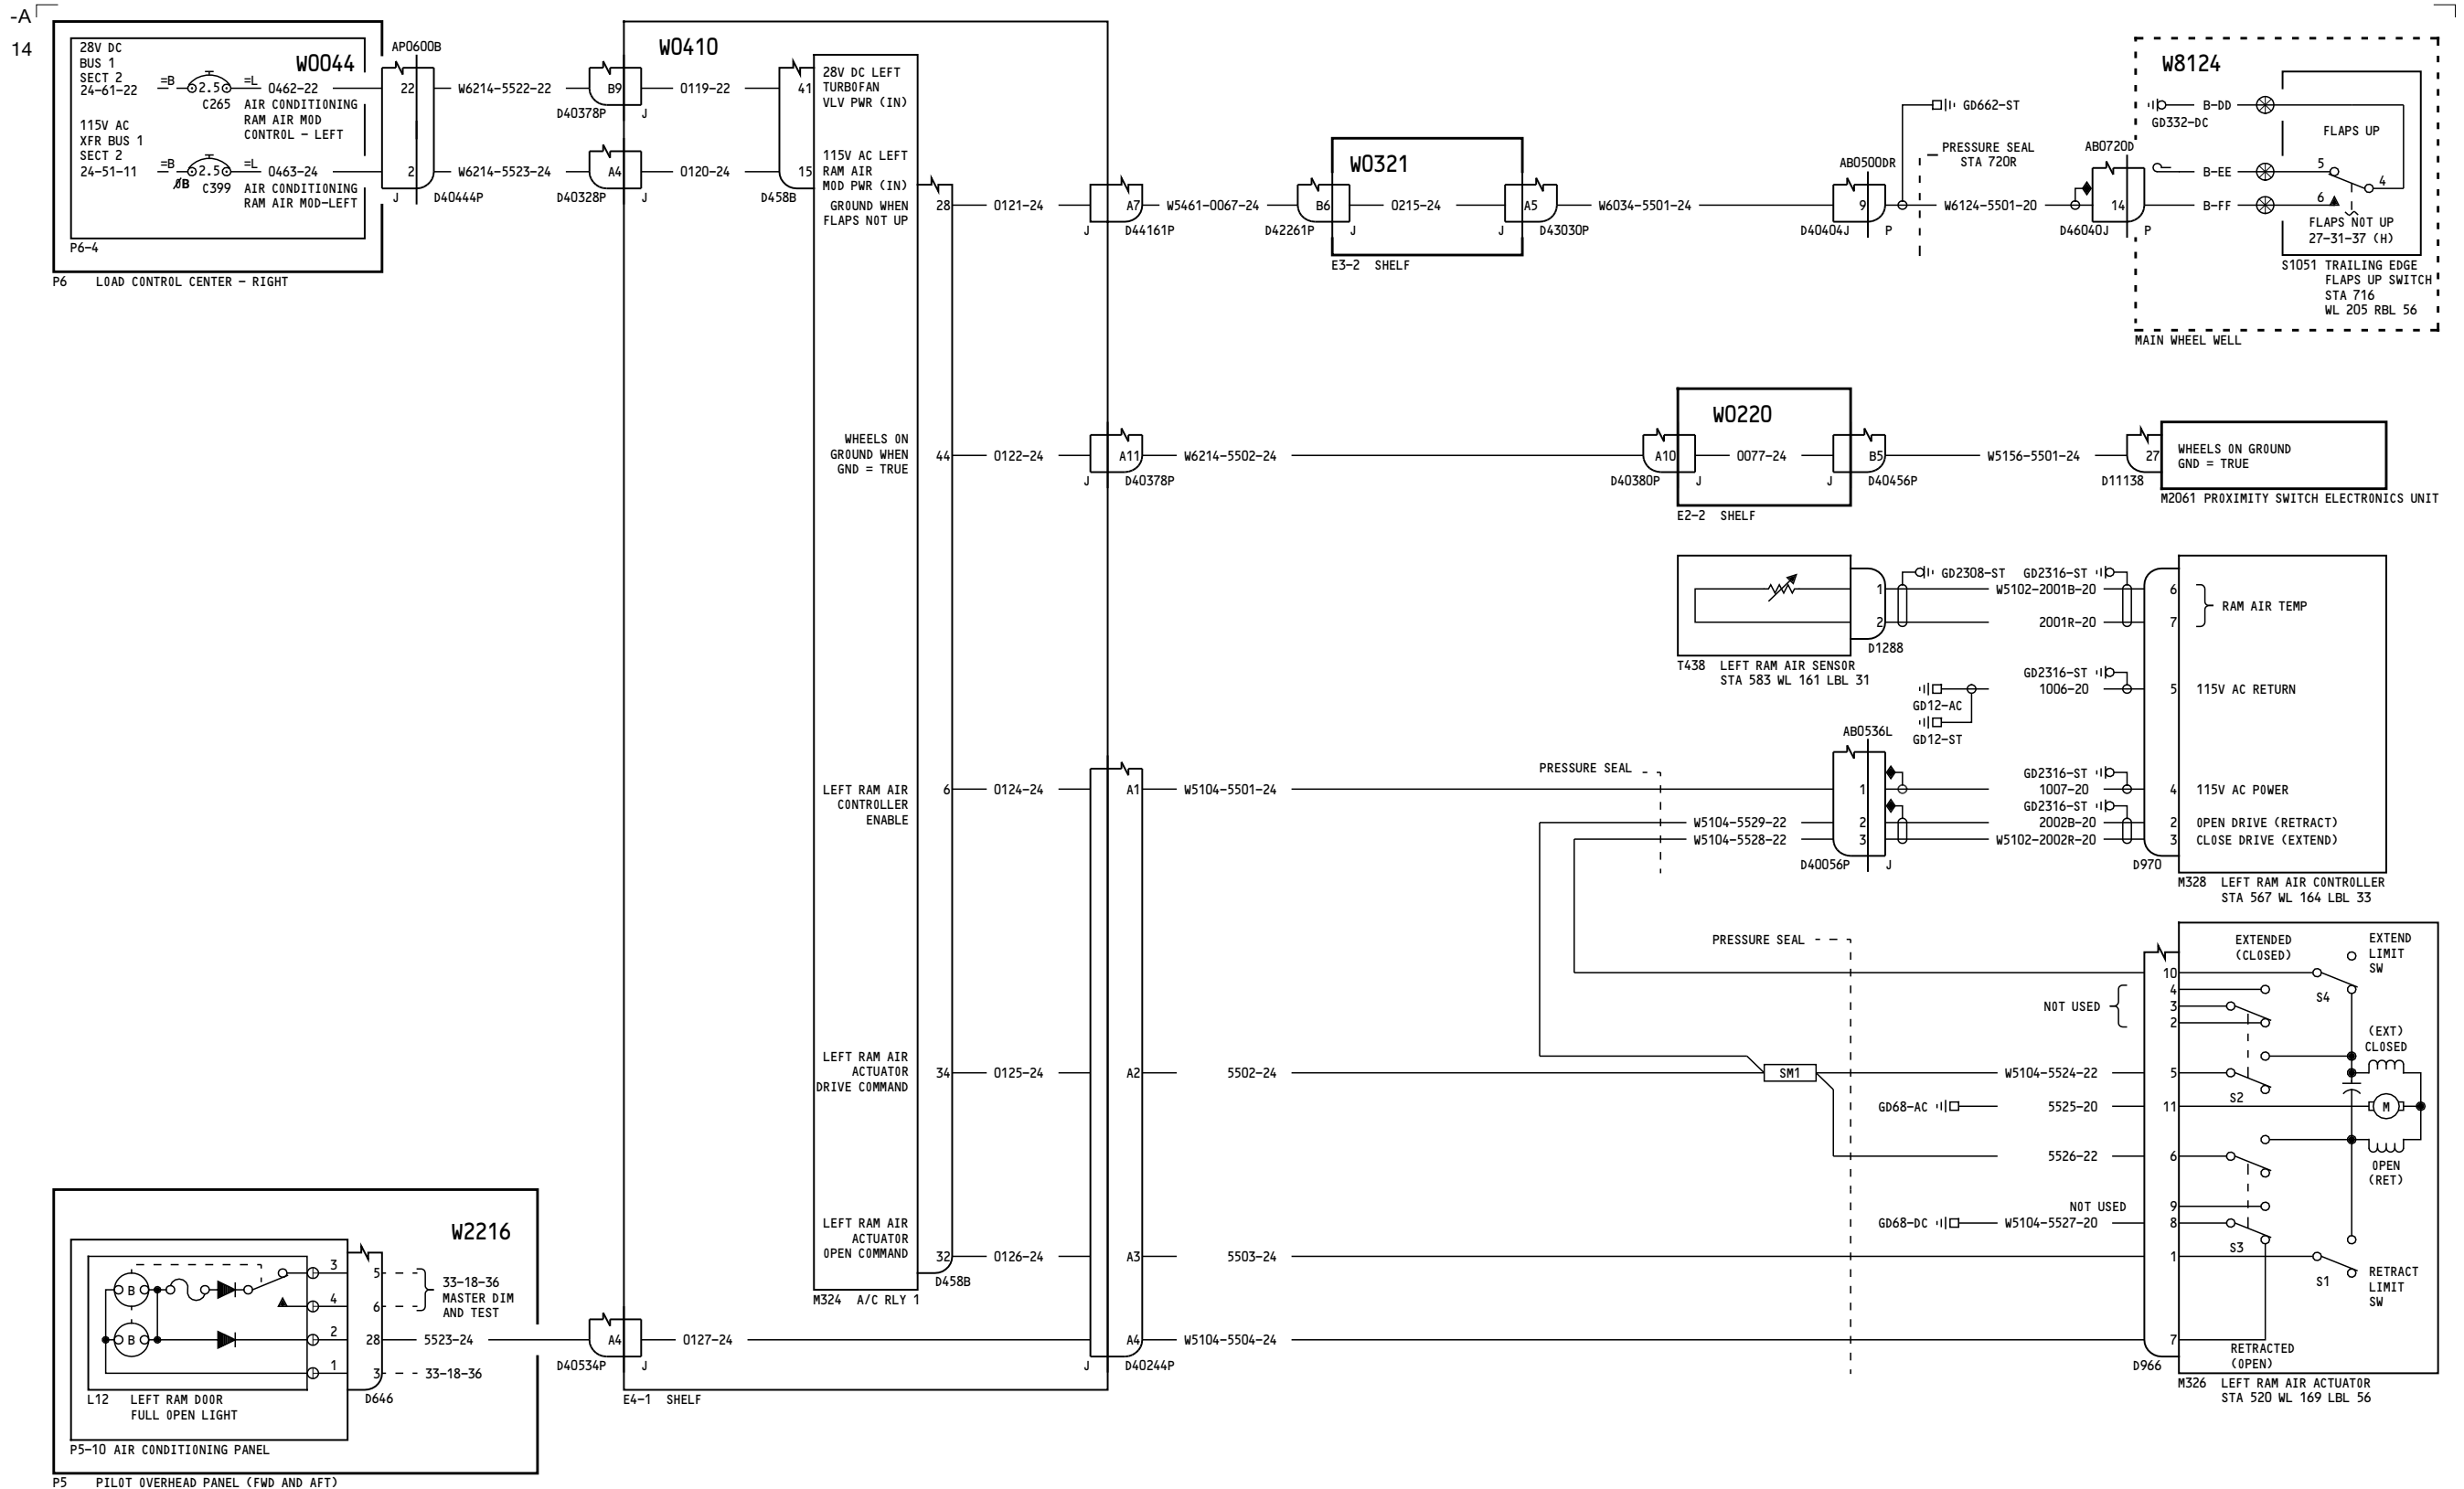 -A
14
28V DC
BUS 1
SECT 2
24-61-22
W0044
=B
2.5
=L
0462-22
C265
AIR CONDITIONING
RAM AIR MOD
CONTROL - LEFT
115V AC
XFR BUS 1
SECT 2
24-51-11
=B
2.5
=L
0463-24
ØB
C399
AIR CONDITIONING
RAM AIR MOD-LEFT
P6-4
P6 LOAD CONTROL CENTER - RIGHT
AP0600B
22
2
J D40444P
W6214-5522-22
W6214-5523-24
B9
D40378P J
A4
D40328P J
W0410
0119-22
0120-24
41
15
D458B
28V DC LEFT
TURBOFAN
VLV PWR (IN)
115V AC LEFT
RAM AIR
MOD PWR (IN)
GROUND WHEN
FLAPS NOT UP
28
0121-24
A7
J D44161P
W5461-0067-24
B6
D42261P J
W0321
0215-24
A5
J D43030P
E3-2 SHELF
W6034-5501-24
AB0500DR
9
D40404J P
GD662-ST
PRESSURE SEAL
STA 720R
W6124-5501-20
AB0720D
14
D46040J P
W8124
GD332-DC
B-DD
B-EE
B-FF
FLAPS UP
5
4
6
FLAPS NOT UP
27-31-37 (H)
S1051 TRAILING EDGE
FLAPS UP SWITCH
STA 716
WL 205 RBL 56
MAIN WHEEL WELL
WHEELS ON
GROUND WHEN
GND = TRUE
44
0122-24
A11
J D40378P
W6214-5502-24
A10
D40380P J
W0220
0077-24
B5
J D40456P
E2-2 SHELF
W5156-5501-24
27
D11138
WHEELS ON GROUND
GND = TRUE
M2061 PROXIMITY SWITCH ELECTRONICS UNIT
1
2
D1288
T438 LEFT RAM AIR SENSOR
STA 583 WL 161 LBL 31
GD2308-ST
GD2316-ST
W5102-2001B-20
2001R-20
6
7
RAM AIR TEMP
GD2316-ST
1006-20
5
115V AC RETURN
GD12-AC
GD12-ST
AB0536L
LEFT RAM AIR
CONTROLLER
ENABLE
6
0124-24
A1
W5104-5501-24
PRESSURE SEAL
1
GD2316-ST
1007-20
4
115V AC POWER
GD2316-ST
W5104-5529-22
2
2002B-20
2
OPEN DRIVE (RETRACT)
W5104-5528-22
3
W5102-2002R-20
3
CLOSE DRIVE (EXTEND)
D40056P J
D970
M328 LEFT RAM AIR CONTROLLER
STA 567 WL 164 LBL 33
PRESSURE SEAL
EXTENDED
(CLOSED)
EXTEND
LIMIT
SW
10
S4
4
NOT USED
3
2
(EXT)
CLOSED
LEFT RAM AIR
ACTUATOR
DRIVE COMMAND
34
0125-24
A2
5502-24
SM1
W5104-5524-22
5
S2
GD68-AC
5525-20
11
M
5526-22
6
OPEN
(RET)
NOT USED
9
GD68-DC
W5104-5527-20
8
S3
LEFT RAM AIR
ACTUATOR
OPEN COMMAND
32
0126-24
A3
5503-24
1
S1
RETRACT
LIMIT
SW
D458B
M324 A/C RLY 1
W2216
B
B
3
4
2
1
5
6
28
3
33-18-36
MASTER DIM
AND TEST
5523-24
33-18-36
D646
L12 LEFT RAM DOOR
FULL OPEN LIGHT
P5-10 AIR CONDITIONING PANEL
P5 PILOT OVERHEAD PANEL (FWD AND AFT)
A4
D40534P J
0127-24
A4
J D40244P
W5104-5504-24
7
RETRACTED
(OPEN)
D966
M326 LEFT RAM AIR ACTUATOR
STA 520 WL 169 LBL 56
E4-1 SHELF